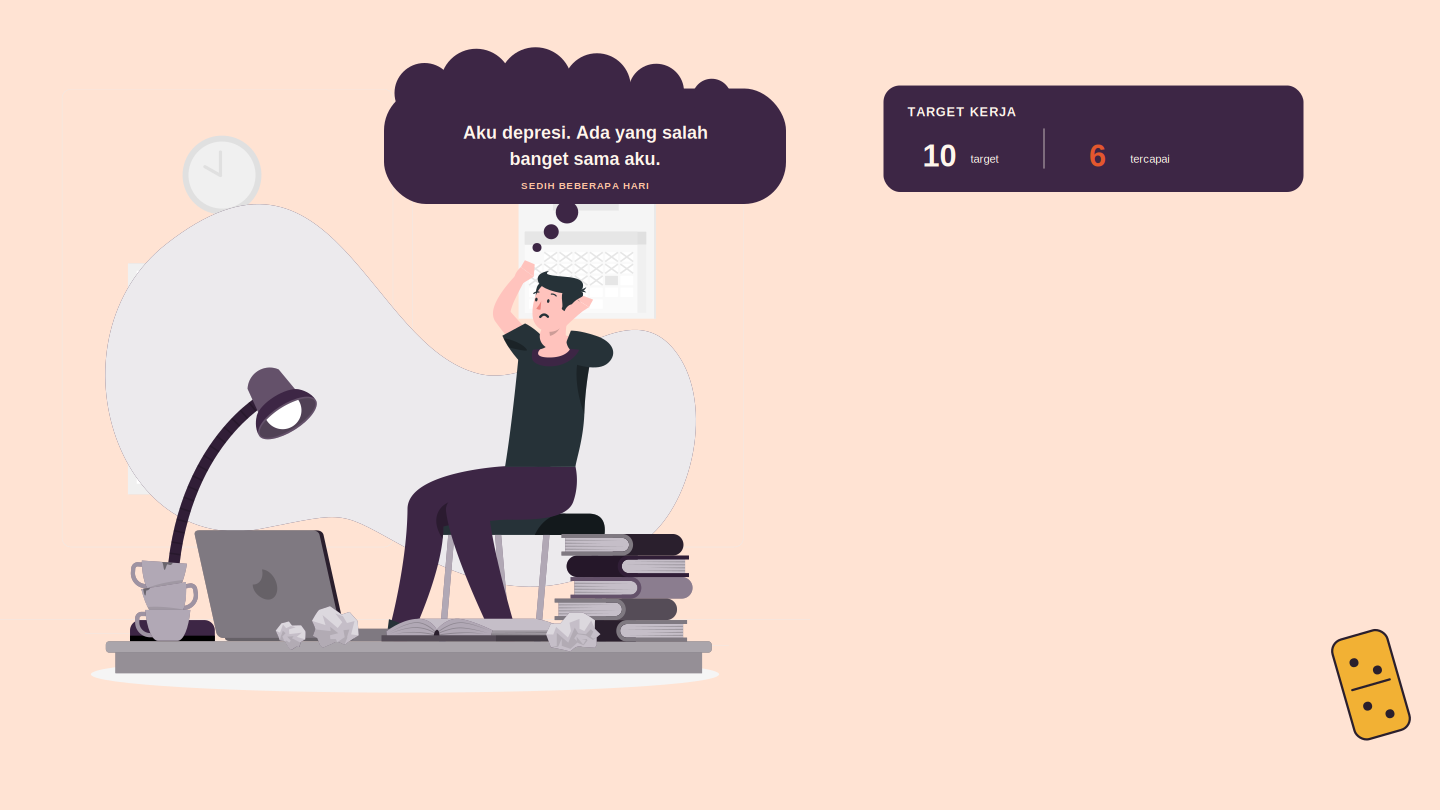 Aku depresi. Ada yang salah
banget sama aku.
SEDIH BEBERAPA HARI
TARGET KERJA
10 target
6 tercapai